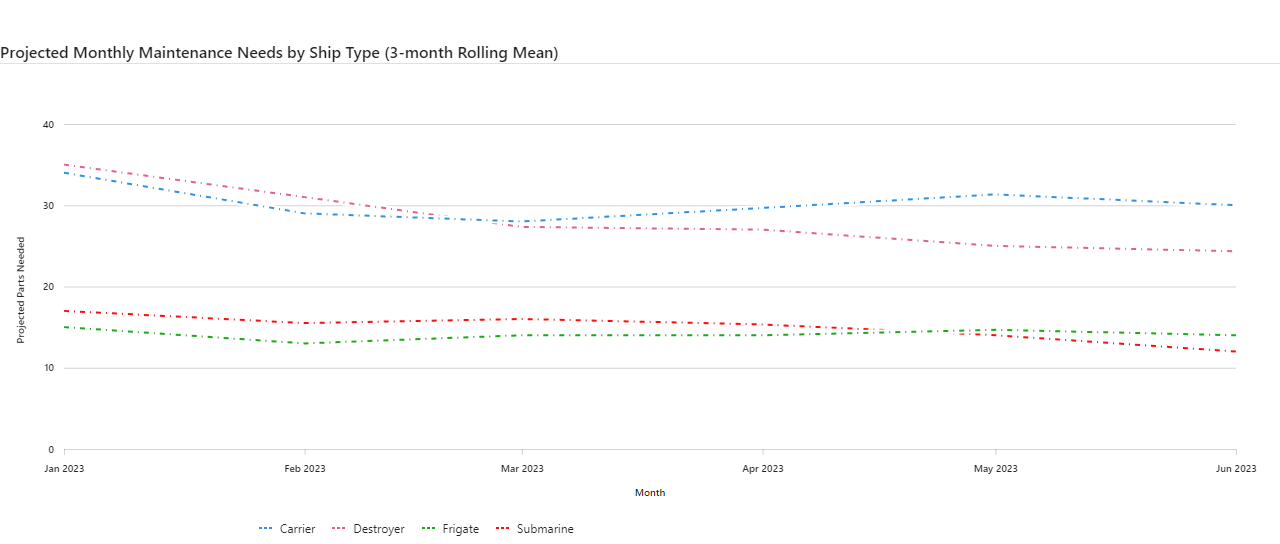 Projected Monthly Maintenance Needs by Ship Type (3-month Rolling Mean)
40
30
20
10
0
Projected Parts Needed
Jan 2023 Feb 2023 Mar 2023 Apr 2023 May 2023 Jun 2023
Month
Carrier Destroyer Frigate Submarine